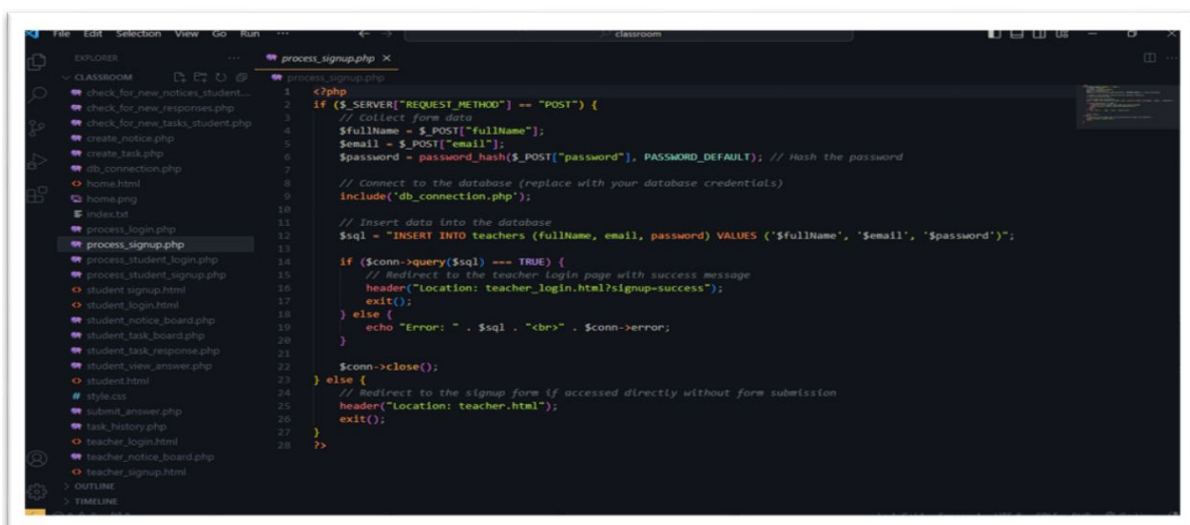 File Edit Selection View Go Run ··· classroom
EXPLORER ···
CLASSROOM
check_for_new_notices_student...
check_for_new_responses.php
check_for_new_tasks_student.php
create_notice.php
create_task.php
db_connection.php
home.html
home.png
index.txt
process_login.php
process_signup.php
process_student_login.php
process_student_signup.php
student signup.html
student_login.html
student_notice_board.php
student_task_board.php
student_task_response.php
student_view_answer.php
student.html
style.css
submit_answer.php
task_history.php
teacher_login.html
teacher_notice_board.php
teacher_signup.html
OUTLINE
TIMELINE
process_signup.php
process_signup.php
1 <?php
2 if ($_SERVER["REQUEST_METHOD"] == "POST") {
3 // Collect form data
4 $fullName = $_POST["fullName"];
5 $email = $_POST["email"];
6 $password = password_hash($_POST["password"], PASSWORD_DEFAULT); // Hash the password
7
8 // Connect to the database (replace with your database credentials)
9 include('db_connection.php');
10
11 // Insert data into the database
12 $sql = "INSERT INTO teachers (fullName, email, password) VALUES ('$fullName', '$email', '$password')";
13
14 if ($conn->query($sql) === TRUE) {
15 // Redirect to the teacher login page with success message
16 header("Location: teacher_login.html?signup=success");
17 exit();
18 } else {
19 echo "Error: " . $sql . "<br>" . $conn->error;
20 }
21
22 $conn->close();
23 } else {
24 // Redirect to the signup form if accessed directly without form submission
25 header("Location: teacher.html");
26 exit();
27 }
28 ?>